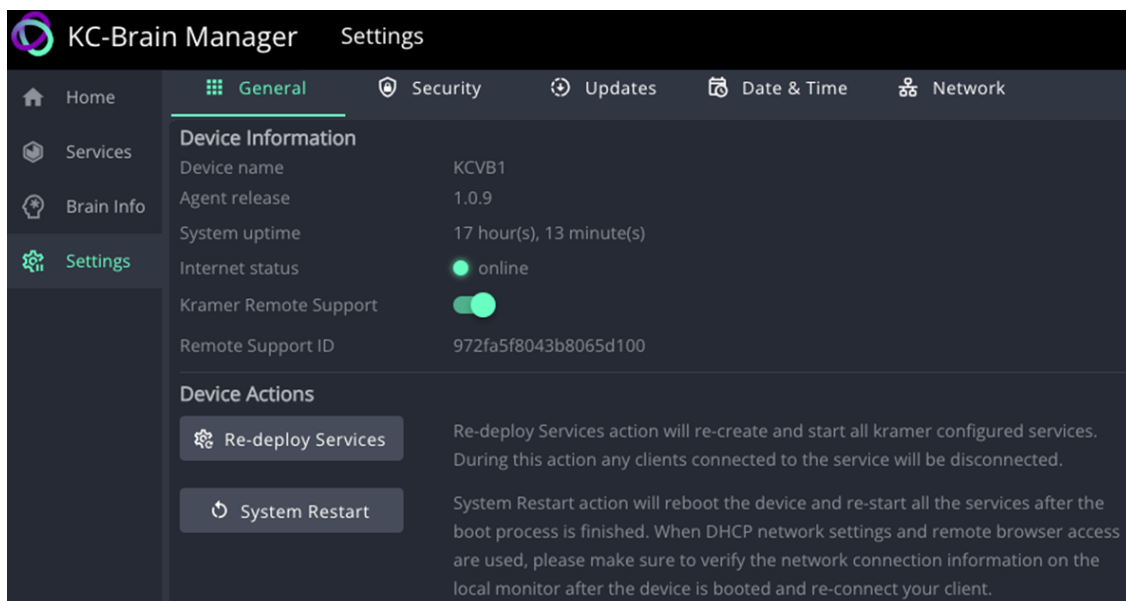 KC-Brain Manager Settings
Home
Services
Brain Info
Settings
General Security Updates Date & Time Network
Device Information
Device name KCVB1
Agent release 1.0.9
System uptime 17 hour(s), 13 minute(s)
Internet status online
Kramer Remote Support
Remote Support ID 972fa5f8043b8065d100
Device Actions
Re-deploy Services
Re-deploy Services action will re-create and start all kramer configured services.
During this action any clients connected to the service will be disconnected.
System Restart
System Restart action will reboot the device and re-start all the services after the
boot process is finished. When DHCP network settings and remote browser access
are used, please make sure to verify the network connection information on the
local monitor after the device is booted and re-connect your client.